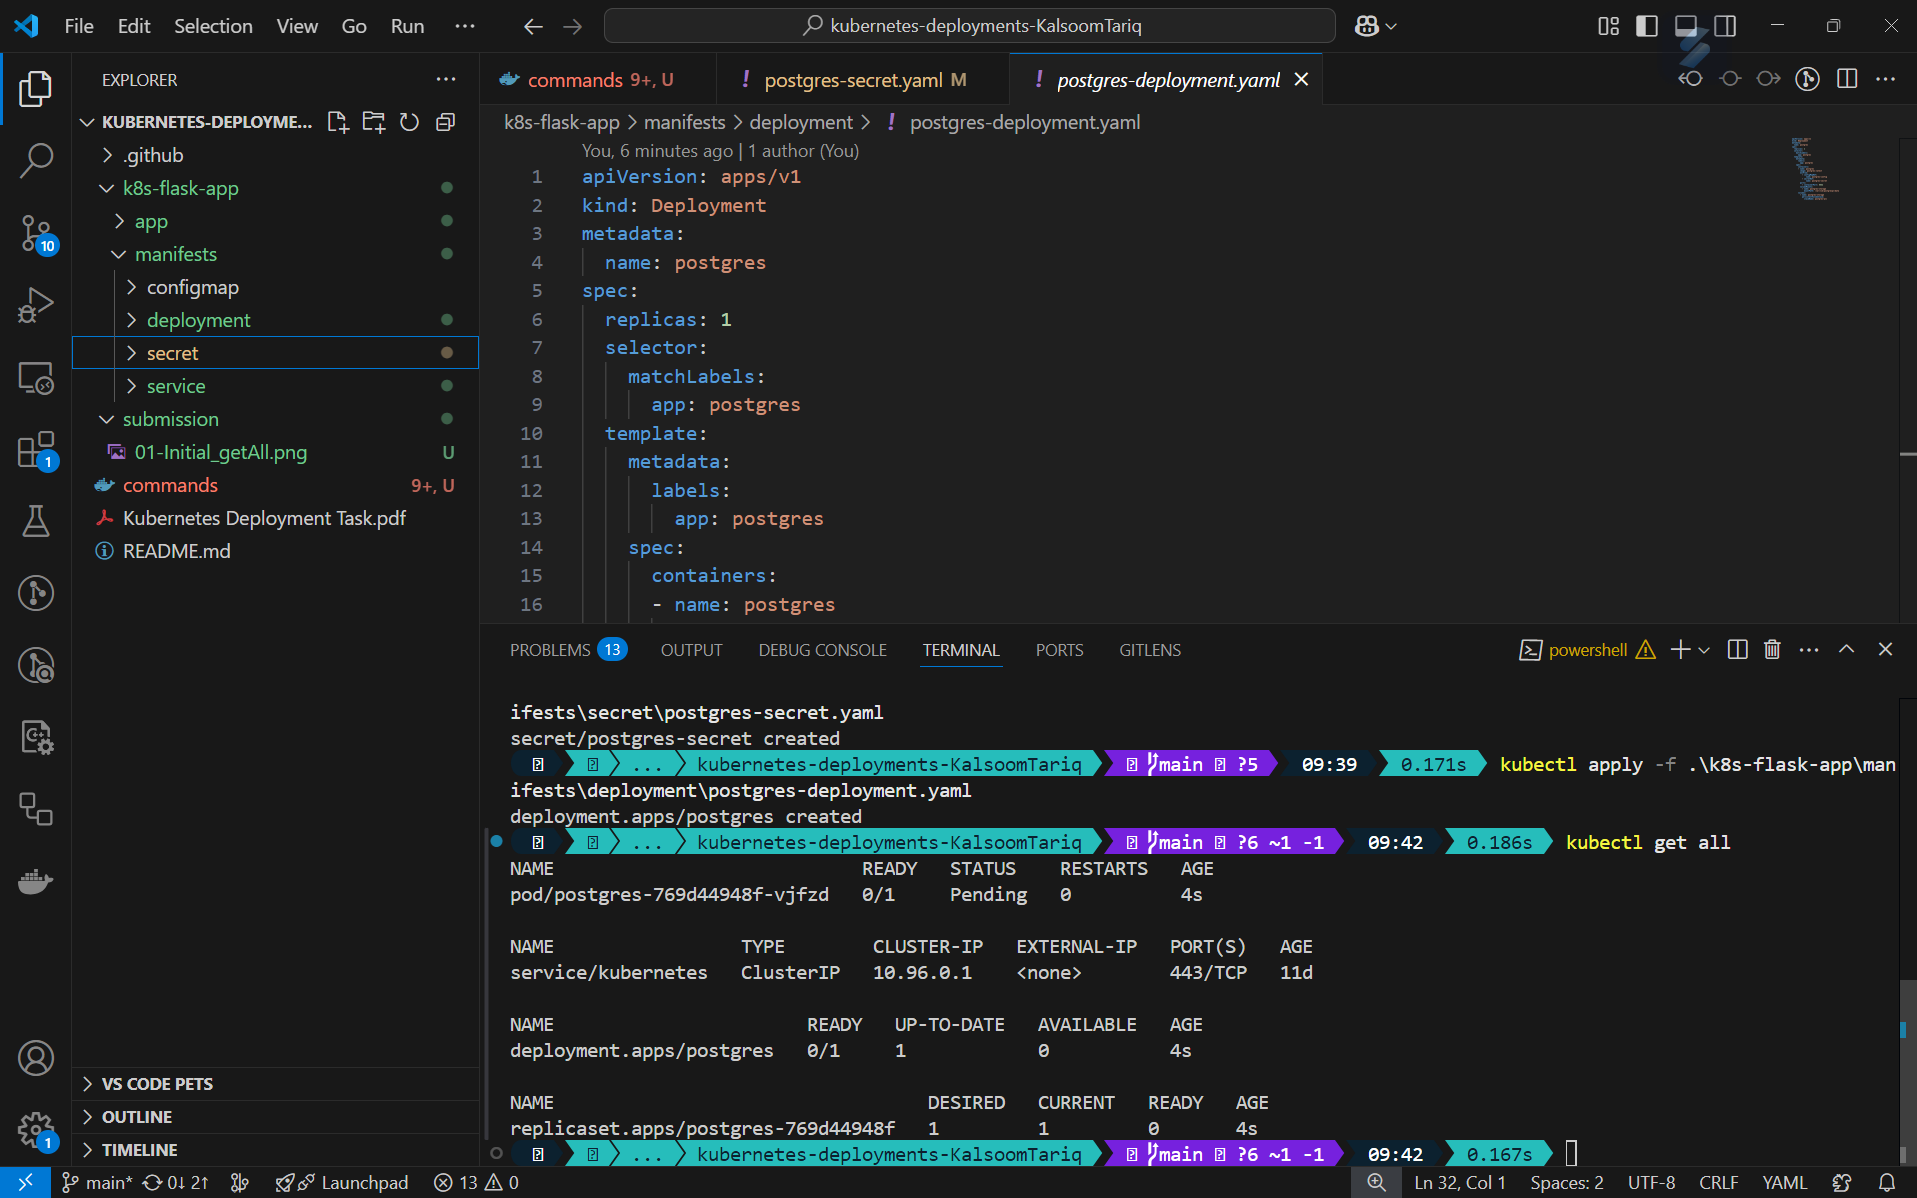 File Edit Selection View Go Run ··· kubernetes-deployments-KalsoomTariq
EXPLORER ···
KUBERNETES-DEPLOYME...
.github
k8s-flask-app
app
manifests
configmap
deployment
secret
service
submission
01-Initial_getAll.png U
commands 9+, U
Kubernetes Deployment Task.pdf
README.md
10
1
1
VS CODE PETS
OUTLINE
TIMELINE
commands 9+, U ! postgres-secret.yaml M ! postgres-deployment.yaml
k8s-flask-app > manifests > deployment > ! postgres-deployment.yaml
You, 6 minutes ago | 1 author (You)
1 apiVersion: apps/v1
2 kind: Deployment
3 metadata:
4 name: postgres
5 spec:
6 replicas: 1
7 selector:
8 matchLabels:
9 app: postgres
10 template:
11 metadata:
12 labels:
13 app: postgres
14 spec:
15 containers:
16 - name: postgres
PROBLEMS 13 OUTPUT DEBUG CONSOLE TERMINAL PORTS GITLENS powershell
ifests\secret\postgres-secret.yaml
secret/postgres-secret created
... kubernetes-deployments-KalsoomTariq main ?5 09:39 0.171s kubectl apply -f .\k8s-flask-app\man
ifests\deployment\postgres-deployment.yaml
deployment.apps/postgres created
... kubernetes-deployments-KalsoomTariq main ?6 ~1 -1 09:42 0.186s kubectl get all
NAME READY STATUS RESTARTS AGE
pod/postgres-769d44948f-vjfzd 0/1 Pending 0 4s
NAME TYPE CLUSTER-IP EXTERNAL-IP PORT(S) AGE
service/kubernetes ClusterIP 10.96.0.1 <none> 443/TCP 11d
NAME READY UP-TO-DATE AVAILABLE AGE
deployment.apps/postgres 0/1 1 0 4s
NAME DESIRED CURRENT READY AGE
replicaset.apps/postgres-769d44948f 1 1 0 4s
... kubernetes-deployments-KalsoomTariq main ?6 ~1 -1 09:42 0.167s
main* 0↓ 2↑ Launchpad 13 0 Ln 32, Col 1 Spaces: 2 UTF-8 CRLF YAML